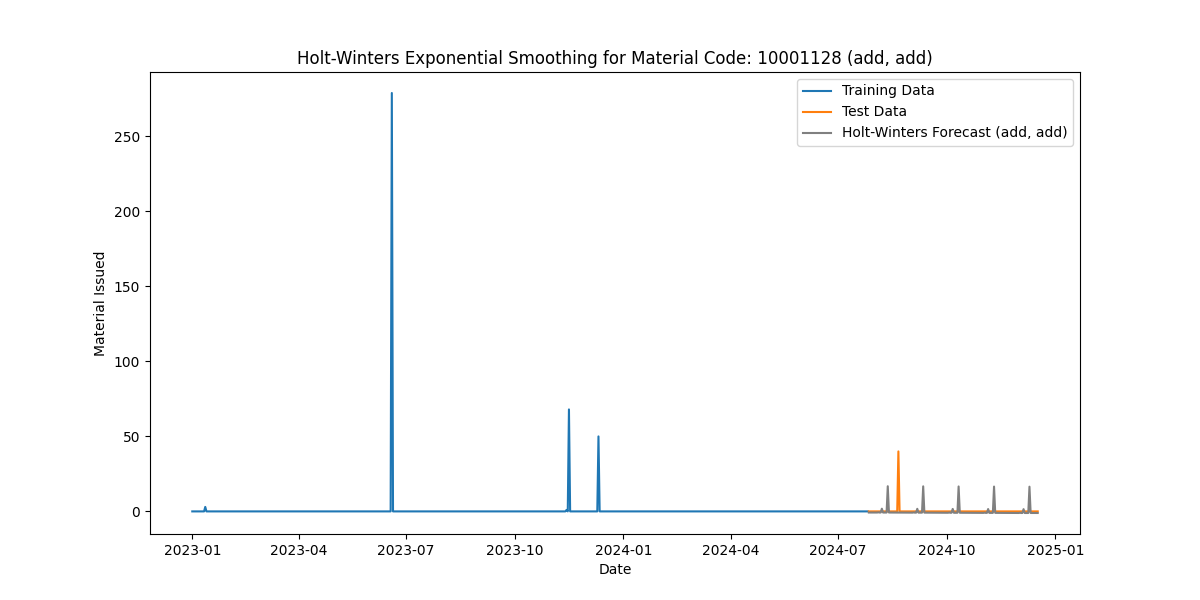 Holt-Winters Exponential Smoothing for Material Code: 10001128 (add, add)
Training Data
Test Data
Holt-Winters Forecast (add, add)
Material Issued
250
200
150
100
50
0
2023-01 2023-04 2023-07 2023-10 2024-01 2024-04 2024-07 2024-10 2025-01
Date